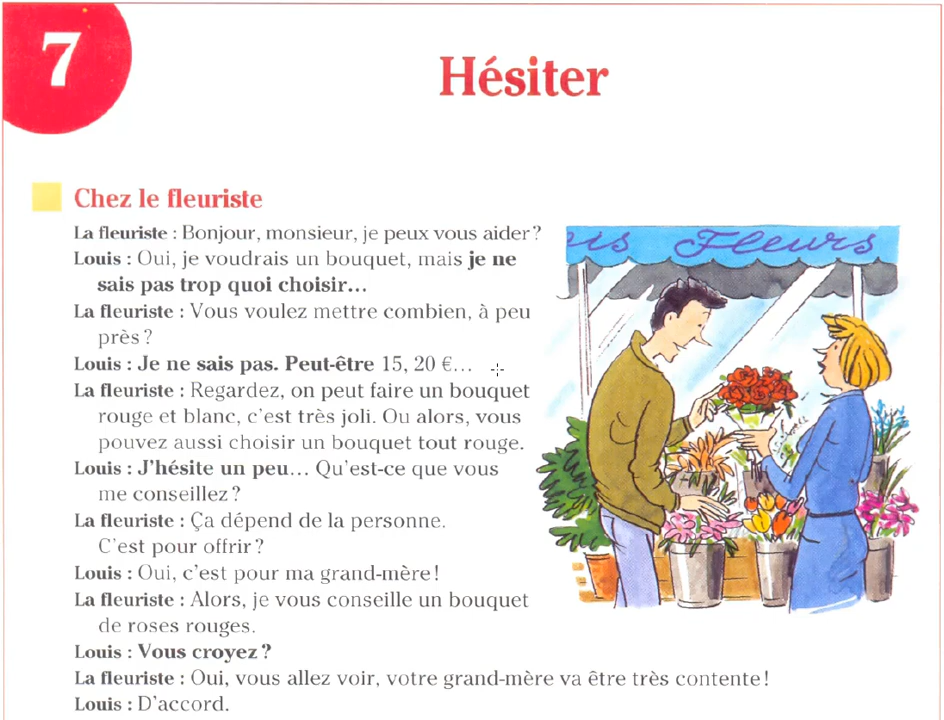 7
Hésiter
Chez le fleuriste
La fleuriste : Bonjour, monsieur, je peux vous aider ?
Louis : Oui, je voudrais un bouquet, mais je ne
sais pas trop quoi choisir...
La fleuriste : Vous voulez mettre combien, à peu
près ?
Louis : Je ne sais pas. Peut-être 15, 20 €...
La fleuriste : Regardez, on peut faire un bouquet
rouge et blanc, c'est très joli. Ou alors, vous
pouvez aussi choisir un bouquet tout rouge.
Louis : J'hésite un peu... Qu'est-ce que vous
me conseillez ?
La fleuriste : Ça dépend de la personne.
C'est pour offrir ?
Louis : Oui, c'est pour ma grand-mère !
La fleuriste : Alors, je vous conseille un bouquet
de roses rouges.
Louis : Vous croyez ?
La fleuriste : Oui, vous allez voir, votre grand-mère va être très contente !
Louis : D'accord.
Fleurs